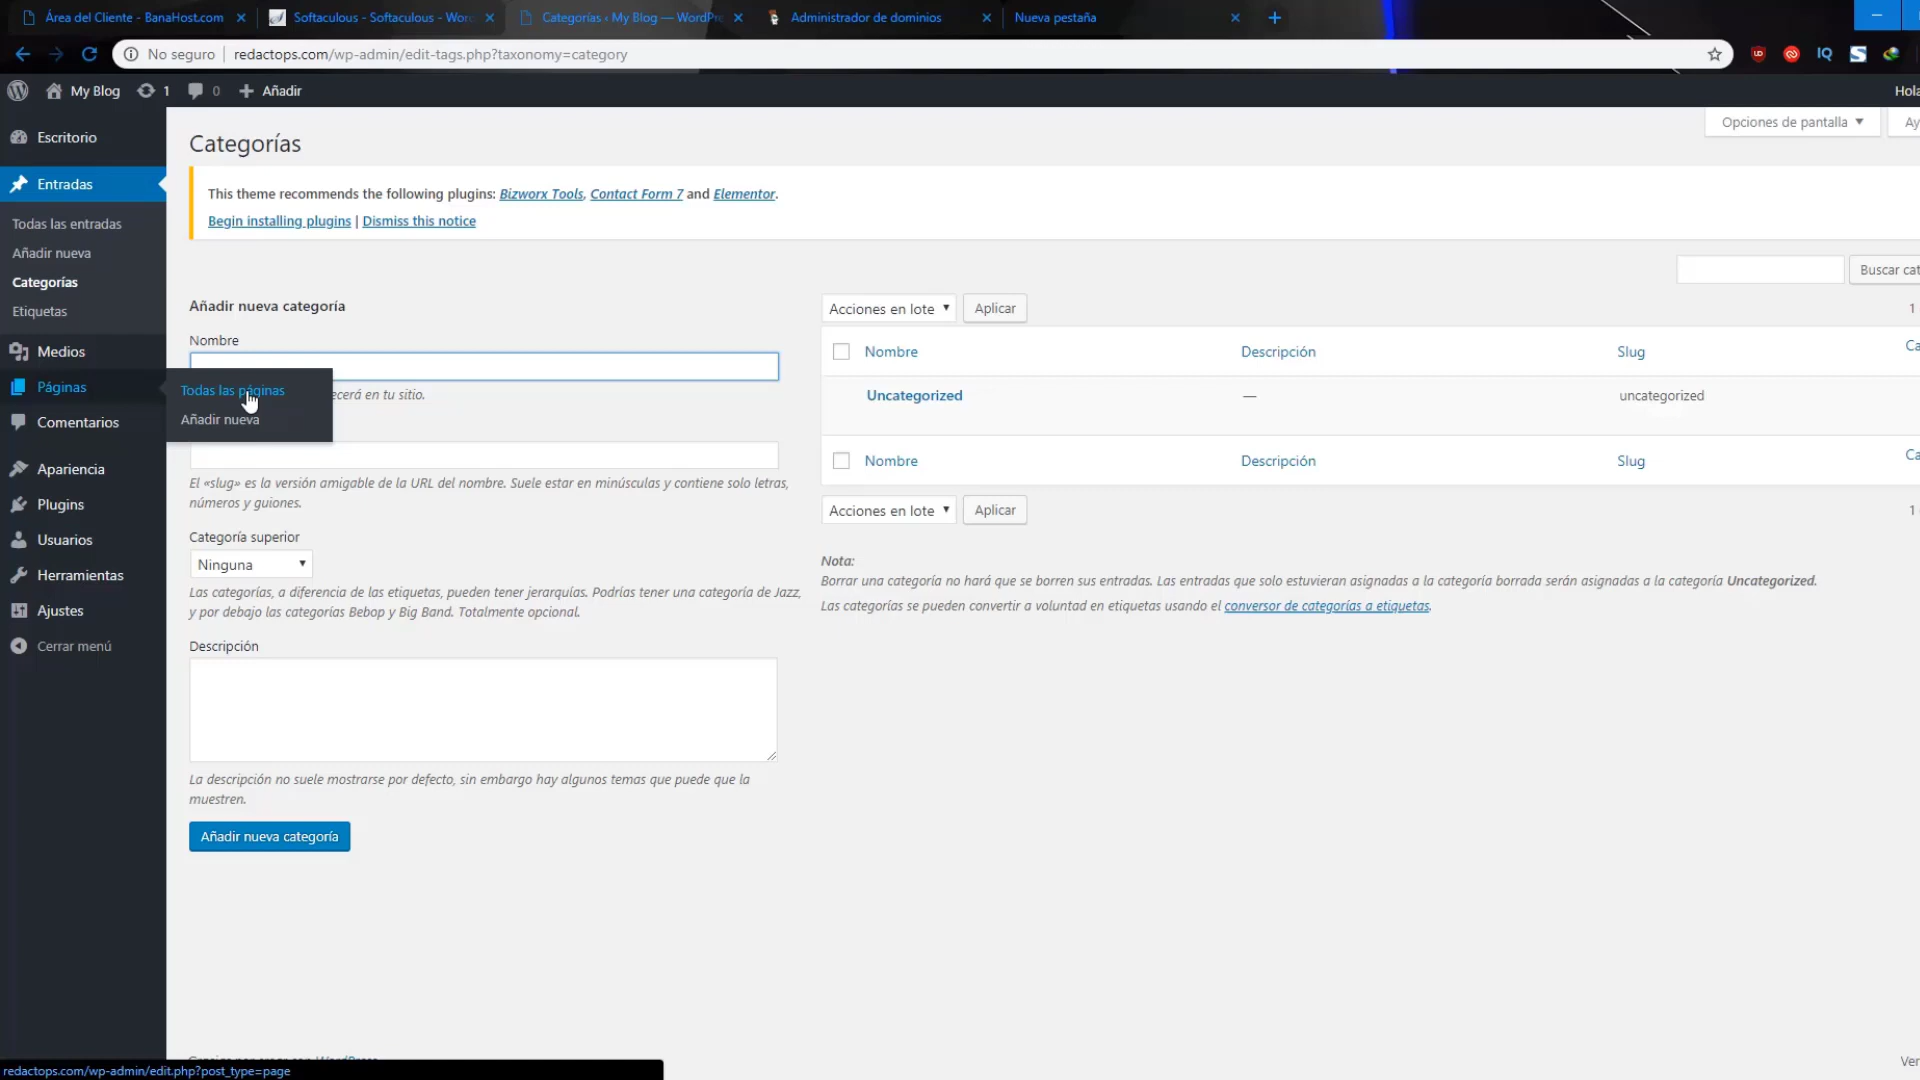 Área del Cliente - BanaHost.com
Softaculous - Softaculous - Wor
Categorías ‹ My Blog — WordPre
Administrador de dominios
Nueva pestaña
No seguro
redactops.com/wp-admin/edit-tags.php?taxonomy=category
My Blog
1
0
Añadir
Hola
Escritorio
Entradas
Todas las entradas
Añadir nueva
Categorías
Etiquetas
Medios
Páginas
Todas las páginas
Añadir nueva
Comentarios
Apariencia
Plugins
Usuarios
Herramientas
Ajustes
Cerrar menú
Opciones de pantalla
Ay
Categorías
This theme recommends the following plugins: Bizworx Tools, Contact Form 7 and Elementor.
Begin installing plugins | Dismiss this notice
Buscar cat
Añadir nueva categoría
Nombre
ecerá en tu sitio.
El «slug» es la versión amigable de la URL del nombre. Suele estar en minúsculas y contiene solo letras,
números y guiones.
Categoría superior
Ninguna
Las categorías, a diferencia de las etiquetas, pueden tener jerarquías. Podrías tener una categoría de Jazz,
y por debajo las categorías Bebop y Big Band. Totalmente opcional.
Descripción
La descripción no suele mostrarse por defecto, sin embargo hay algunos temas que puede que la
muestren.
Añadir nueva categoría
Acciones en lote
Aplicar
1
Nombre
Descripción
Slug
Ca
Uncategorized
—
uncategorized
Nombre
Descripción
Slug
Ca
Acciones en lote
Aplicar
1
Nota:
Borrar una categoría no hará que se borren sus entradas. Las entradas que solo estuvieran asignadas a la categoría borrada serán asignadas a la categoría Uncategorized.
Las categorías se pueden convertir a voluntad en etiquetas usando el conversor de categorías a etiquetas.
Ver
redactops.com/wp-admin/edit.php?post_type=page